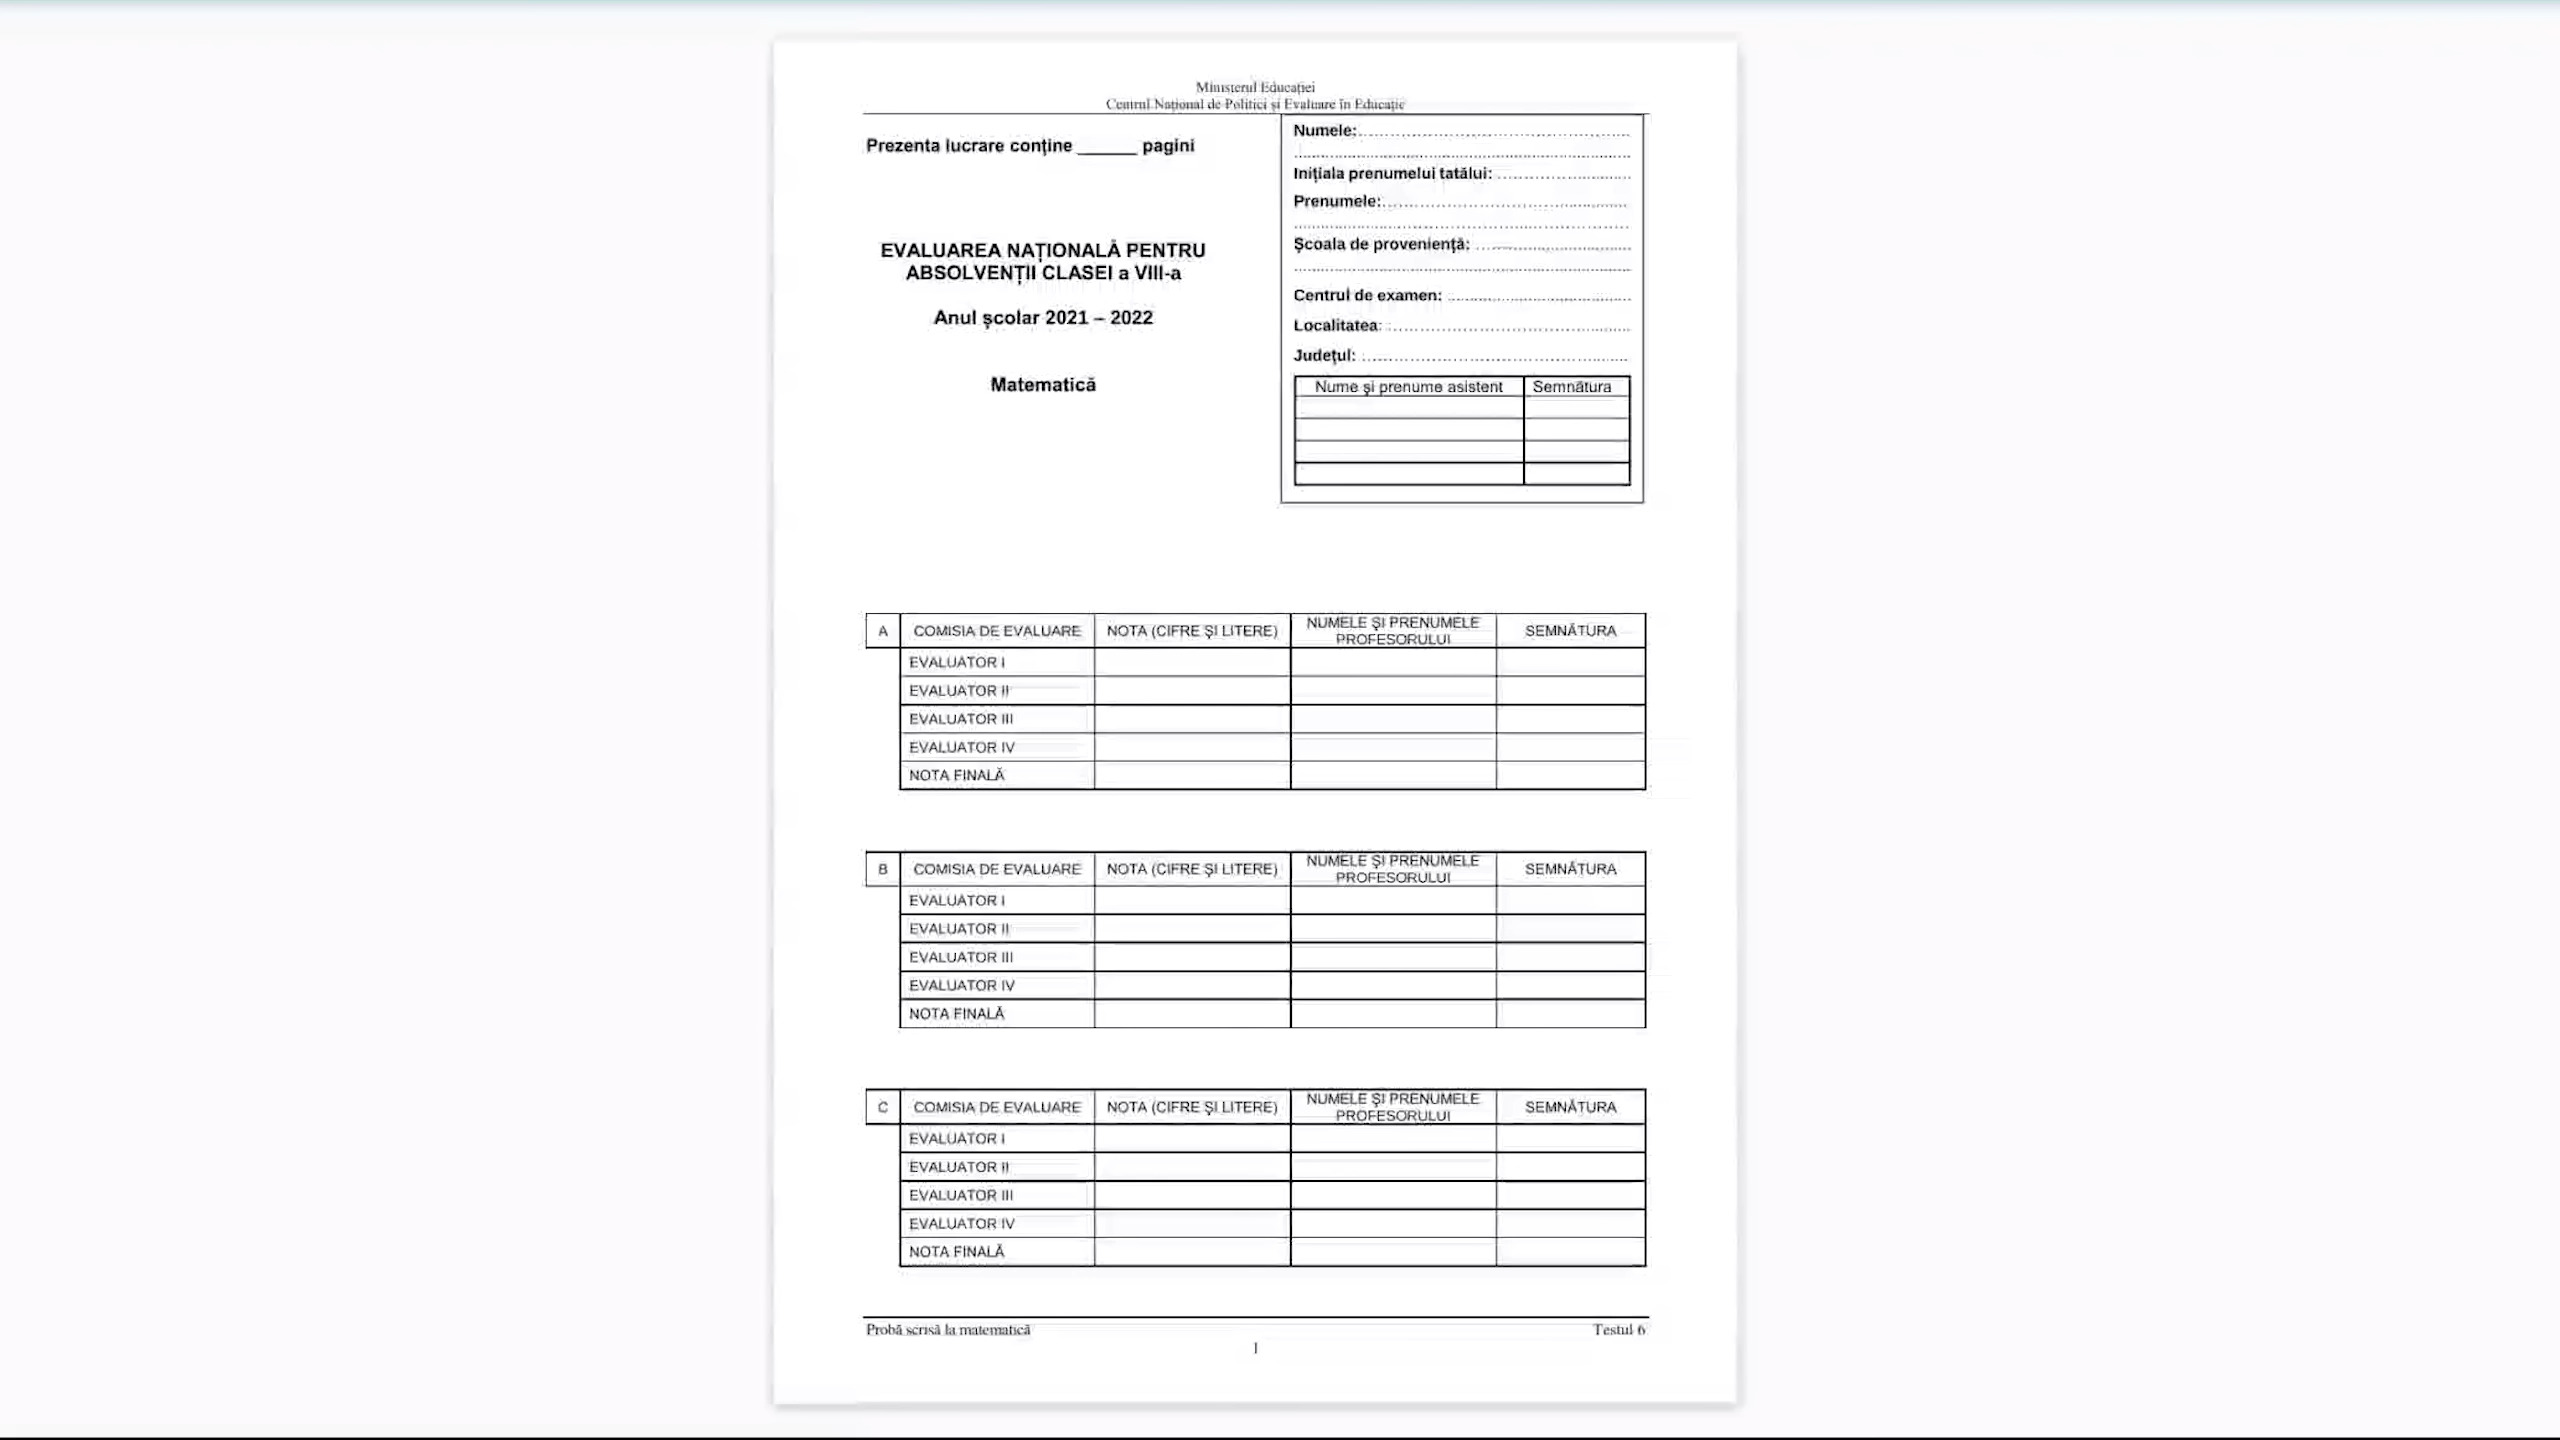 Ministerul Educației
Centrul Național de Politici și Evaluare în Educație
Prezenta lucrare conține ______ pagini
EVALUAREA NAȚIONALĂ PENTRU
ABSOLVENȚII CLASEI a VIII-a
Anul școlar 2021 – 2022
Matematică
Numele:
Inițiala prenumelui tatălui:
Prenumele:
Școala de proveniență:
Centrul de examen:
Localitatea:
Județul:
Nume și prenume asistent Semnătura
A COMISIA DE EVALUARE NOTA (CIFRE ȘI LITERE) NUMELE ȘI PRENUMELE PROFESORULUI SEMNĂTURA
EVALUATOR I
EVALUATOR II
EVALUATOR III
EVALUATOR IV
NOTA FINALĂ
B COMISIA DE EVALUARE NOTA (CIFRE ȘI LITERE) NUMELE ȘI PRENUMELE PROFESORULUI SEMNĂTURA
EVALUATOR I
EVALUATOR II
EVALUATOR III
EVALUATOR IV
NOTA FINALĂ
C COMISIA DE EVALUARE NOTA (CIFRE ȘI LITERE) NUMELE ȘI PRENUMELE PROFESORULUI SEMNĂTURA
EVALUATOR I
EVALUATOR II
EVALUATOR III
EVALUATOR IV
NOTA FINALĂ
Probă scrisă la matematică Testul 6
1